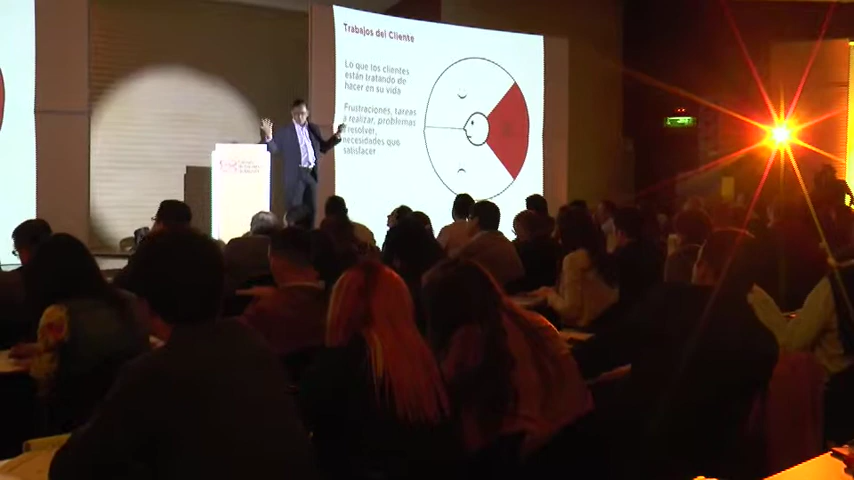 Trabajos del Cliente
Lo que los clientes
están tratando de
hacer en su vida
Frustraciones, tareas
a realizar, problemas
a resolver,
necesidades que
satisfacer